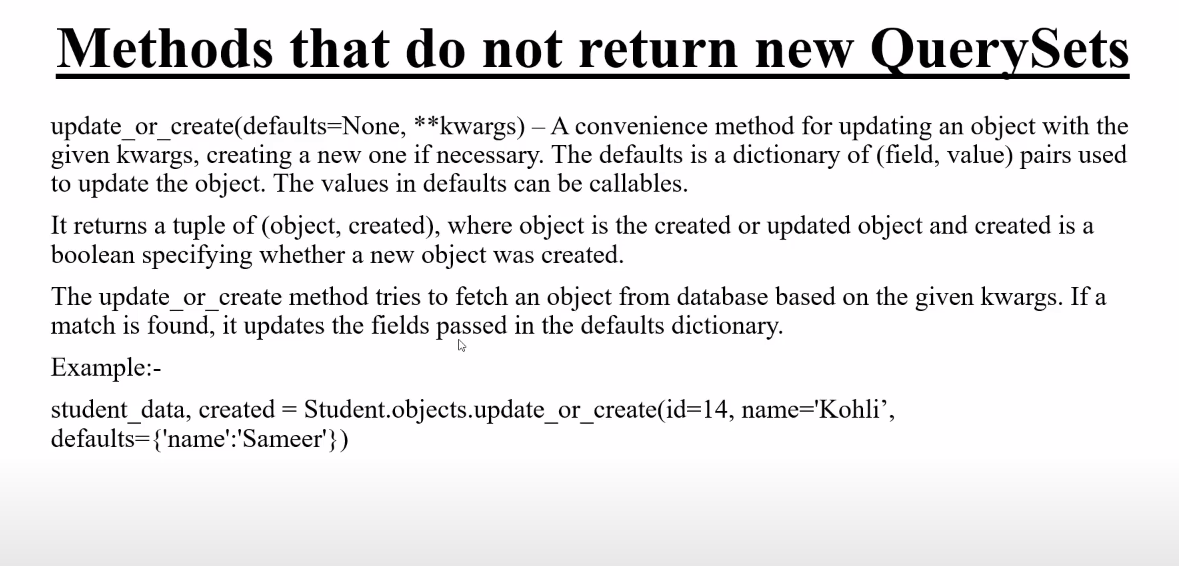 Methods that do not return new QuerySets
update_or_create(defaults=None, **kwargs) – A convenience method for updating an object with the
given kwargs, creating a new one if necessary. The defaults is a dictionary of (field, value) pairs used
to update the object. The values in defaults can be callables.
It returns a tuple of (object, created), where object is the created or updated object and created is a
boolean specifying whether a new object was created.
The update_or_create method tries to fetch an object from database based on the given kwargs. If a
match is found, it updates the fields passed in the defaults dictionary.
Example:-
student_data, created = Student.objects.update_or_create(id=14, name='Kohli’,
defaults={'name':'Sameer'})